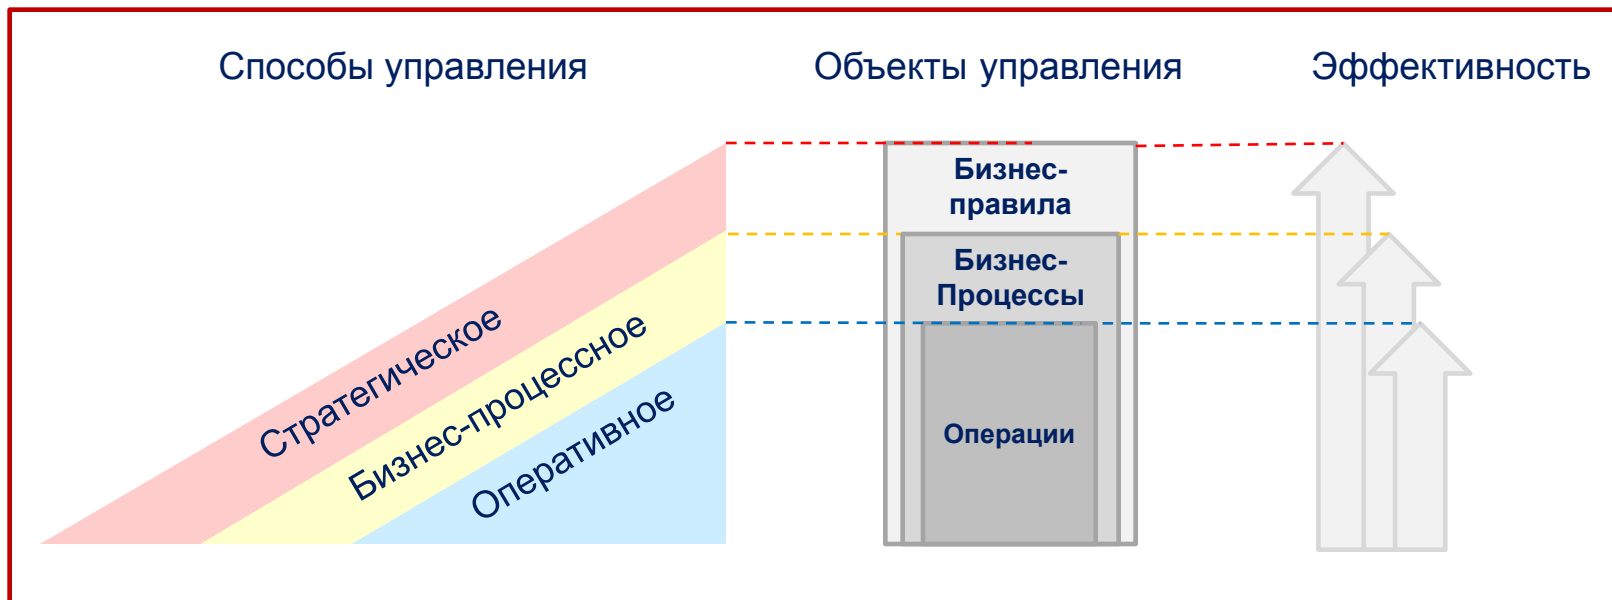 Способы управления
Объекты управления
Эффективность
Бизнес-
правила
Бизнес-
Процессы
Операции
Стратегическое
Бизнес-процессное
Оперативное